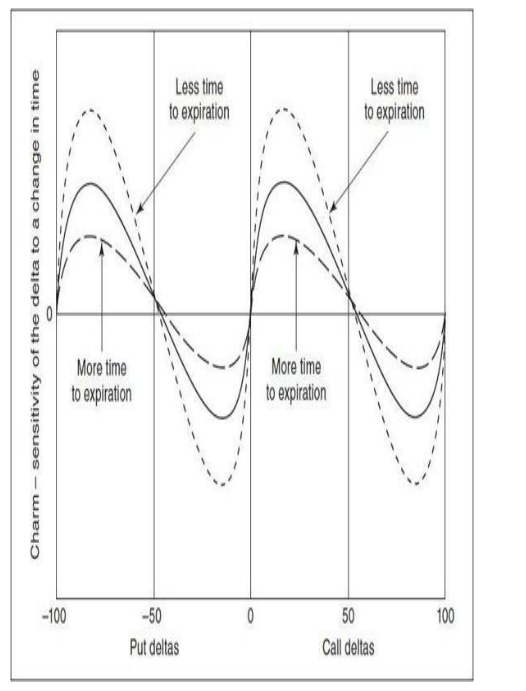 Charm – sensitivity of the delta to a change in time
Less time
to expiration
Less time
to expiration
0
More time
to expiration
More time
to expiration
–100
–50
0
50
100
Put deltas
Call deltas